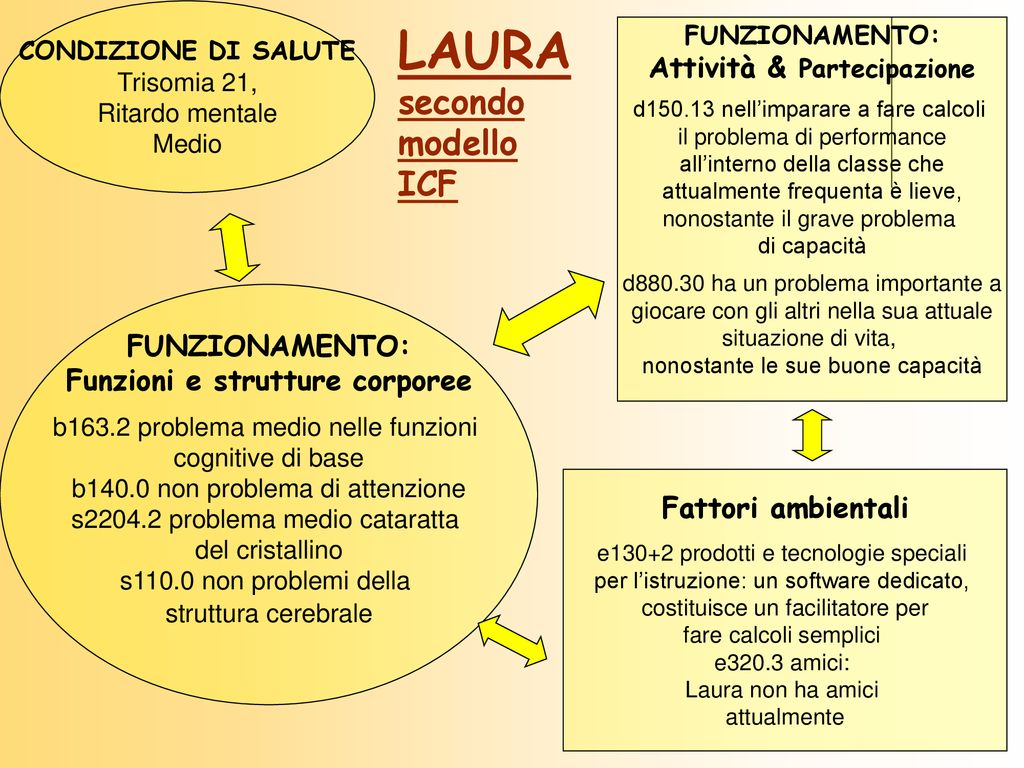 CONDIZIONE DI SALUTE
Trisomia 21,
Ritardo mentale
Medio
LAURA
secondo
modello
ICF
FUNZIONAMENTO:
Attività & Partecipazione
d150.13 nell’imparare a fare calcoli
il problema di performance
all’interno della classe che
attualmente frequenta è lieve,
nonostante il grave problema
di capacità
d880.30 ha un problema importante a
giocare con gli altri nella sua attuale
situazione di vita,
nonostante le sue buone capacità
FUNZIONAMENTO:
Funzioni e strutture corporee
b163.2 problema medio nelle funzioni
cognitive di base
b140.0 non problema di attenzione
s2204.2 problema medio cataratta
del cristallino
s110.0 non problemi della
struttura cerebrale
Fattori ambientali
e130+2 prodotti e tecnologie speciali
per l’istruzione: un software dedicato,
costituisce un facilitatore per
fare calcoli semplici
e320.3 amici:
Laura non ha amici
attualmente